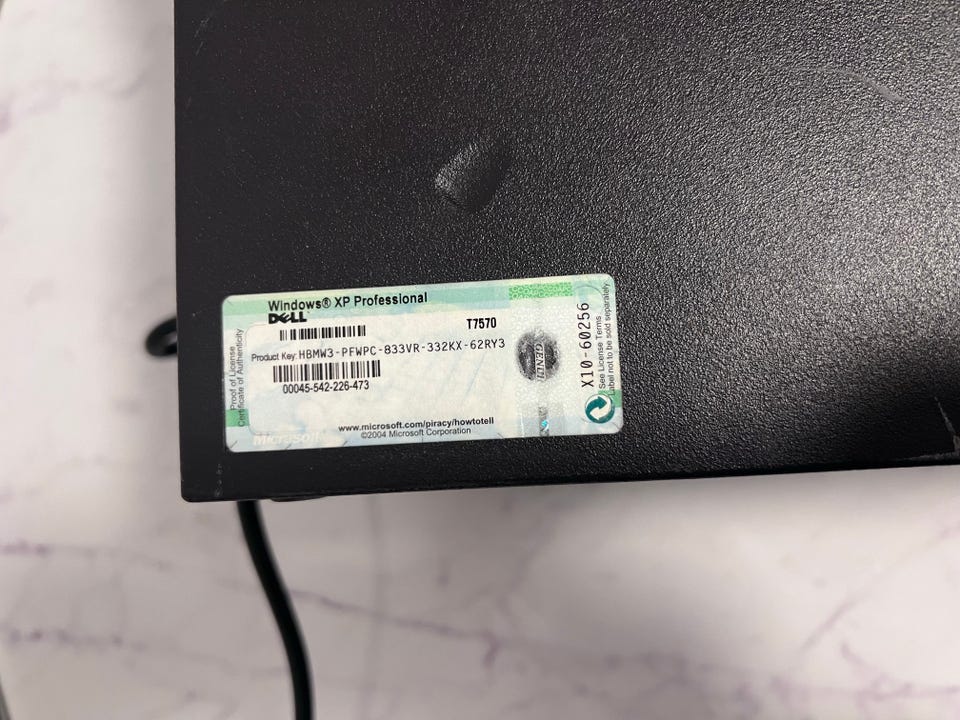 Windows® XP Professional
DELL
T7570
Product Key: HBMW3-PFWPC-833VR-332KX-62RY3
00045-542-226-473
www.microsoft.com/piracy/howtotell
©2004 Microsoft Corporation
Microsoft
Proof of License
Certificate of Authenticity
GENUI
X10-60256
See License Terms
Label not to be sold separately.